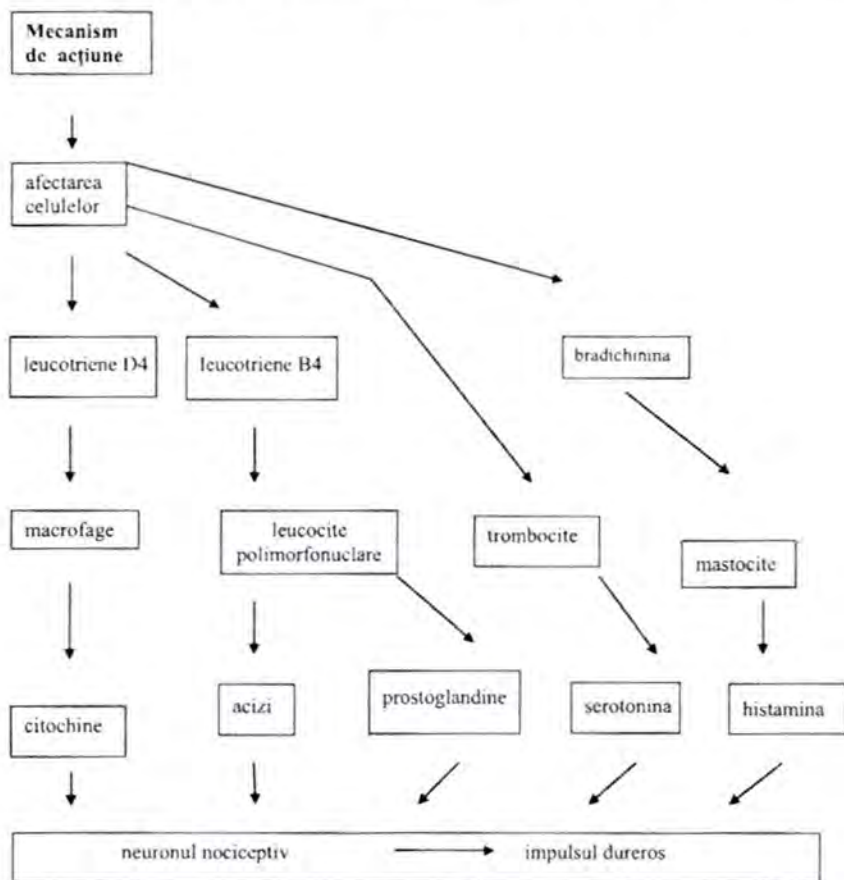 Mecanism
de acțiune
afectarea
celulelor
leucotriene D4
leucotriene B4
bradichinina
macrofage
leucocite
polimorfonuclare
trombocite
mastocite
citochine
acizi
prostoglandine
serotonina
histamina
neuronul nociceptiv
impulsul dureros